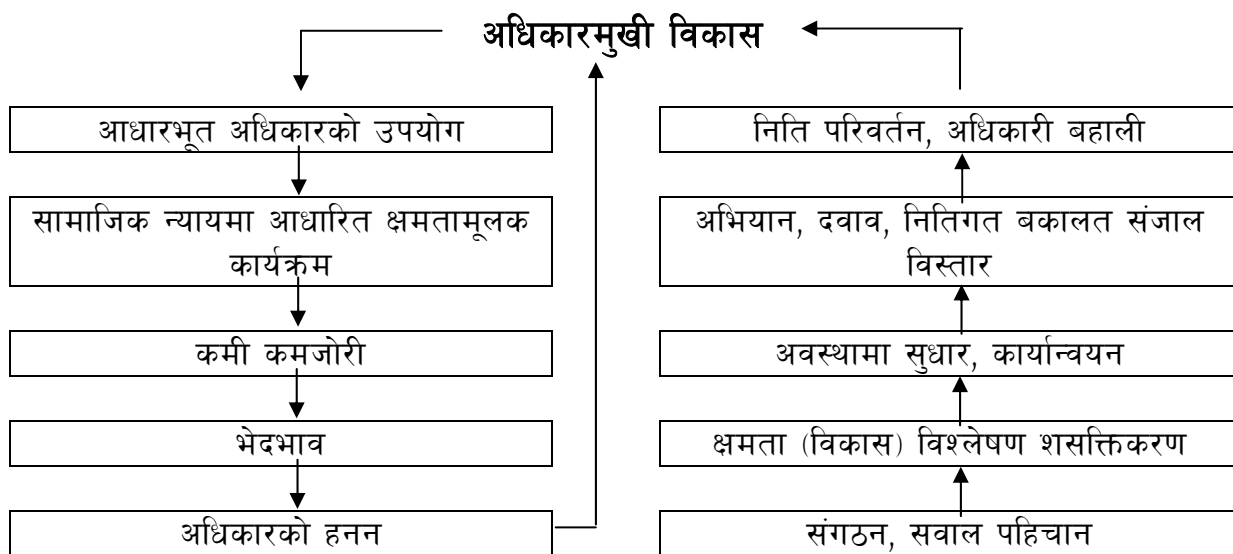 अधिकारमुखी विकास
आधारभूत अधिकारको उपयोग
सामाजिक न्यायमा आधारित क्षमतामूलक
कार्यक्रम
कमी कमजोरी
भेदभाव
अधिकारको हनन
निति परिवर्तन, अधिकारी बहाली
अभियान, दवाव, नितिगत बकालत संजाल
विस्तार
अवस्थामा सुधार, कार्यान्वयन
क्षमता (विकास) विश्लेषण शसक्तिकरण
संगठन, सवाल पहिचान